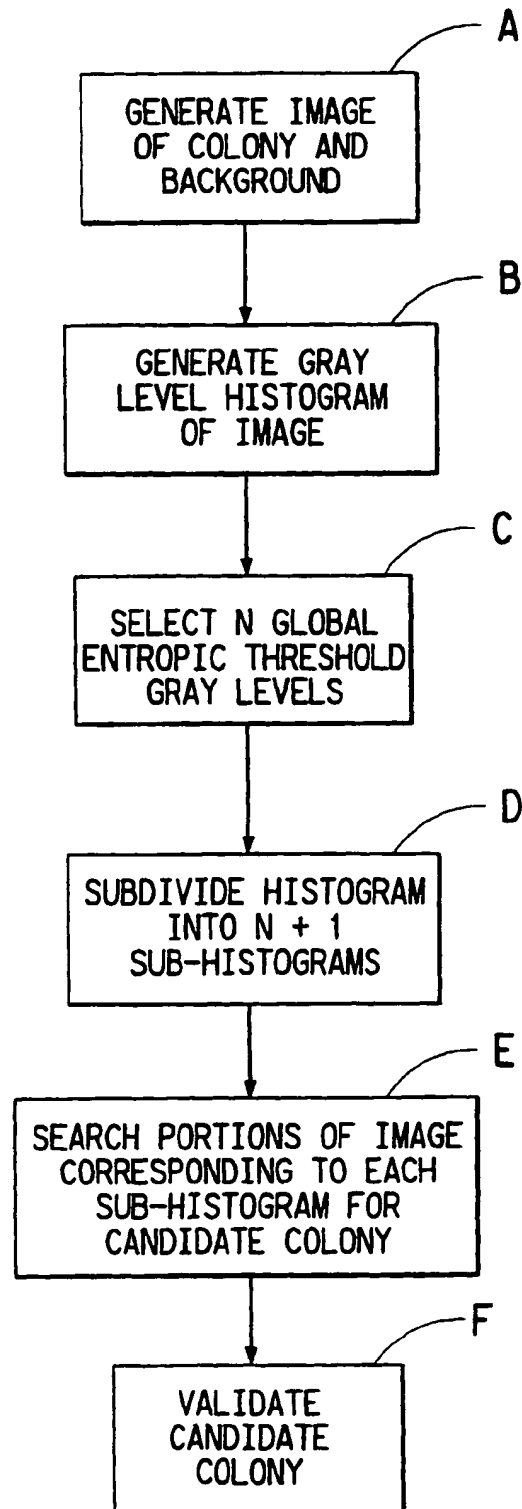 A
GENERATE IMAGE
OF COLONY AND
BACKGROUND
B
GENERATE GRAY
LEVEL HISTOGRAM
OF IMAGE
C
SELECT N GLOBAL
ENTROPIC THRESHOLD
GRAY LEVELS
D
SUBDIVIDE HISTOGRAM
INTO N + 1
SUB-HISTOGRAMS
E
SEARCH PORTIONS OF IMAGE
CORRESPONDING TO EACH
SUB-HISTOGRAM FOR
CANDIDATE COLONY
F
VALIDATE
CANDIDATE
COLONY